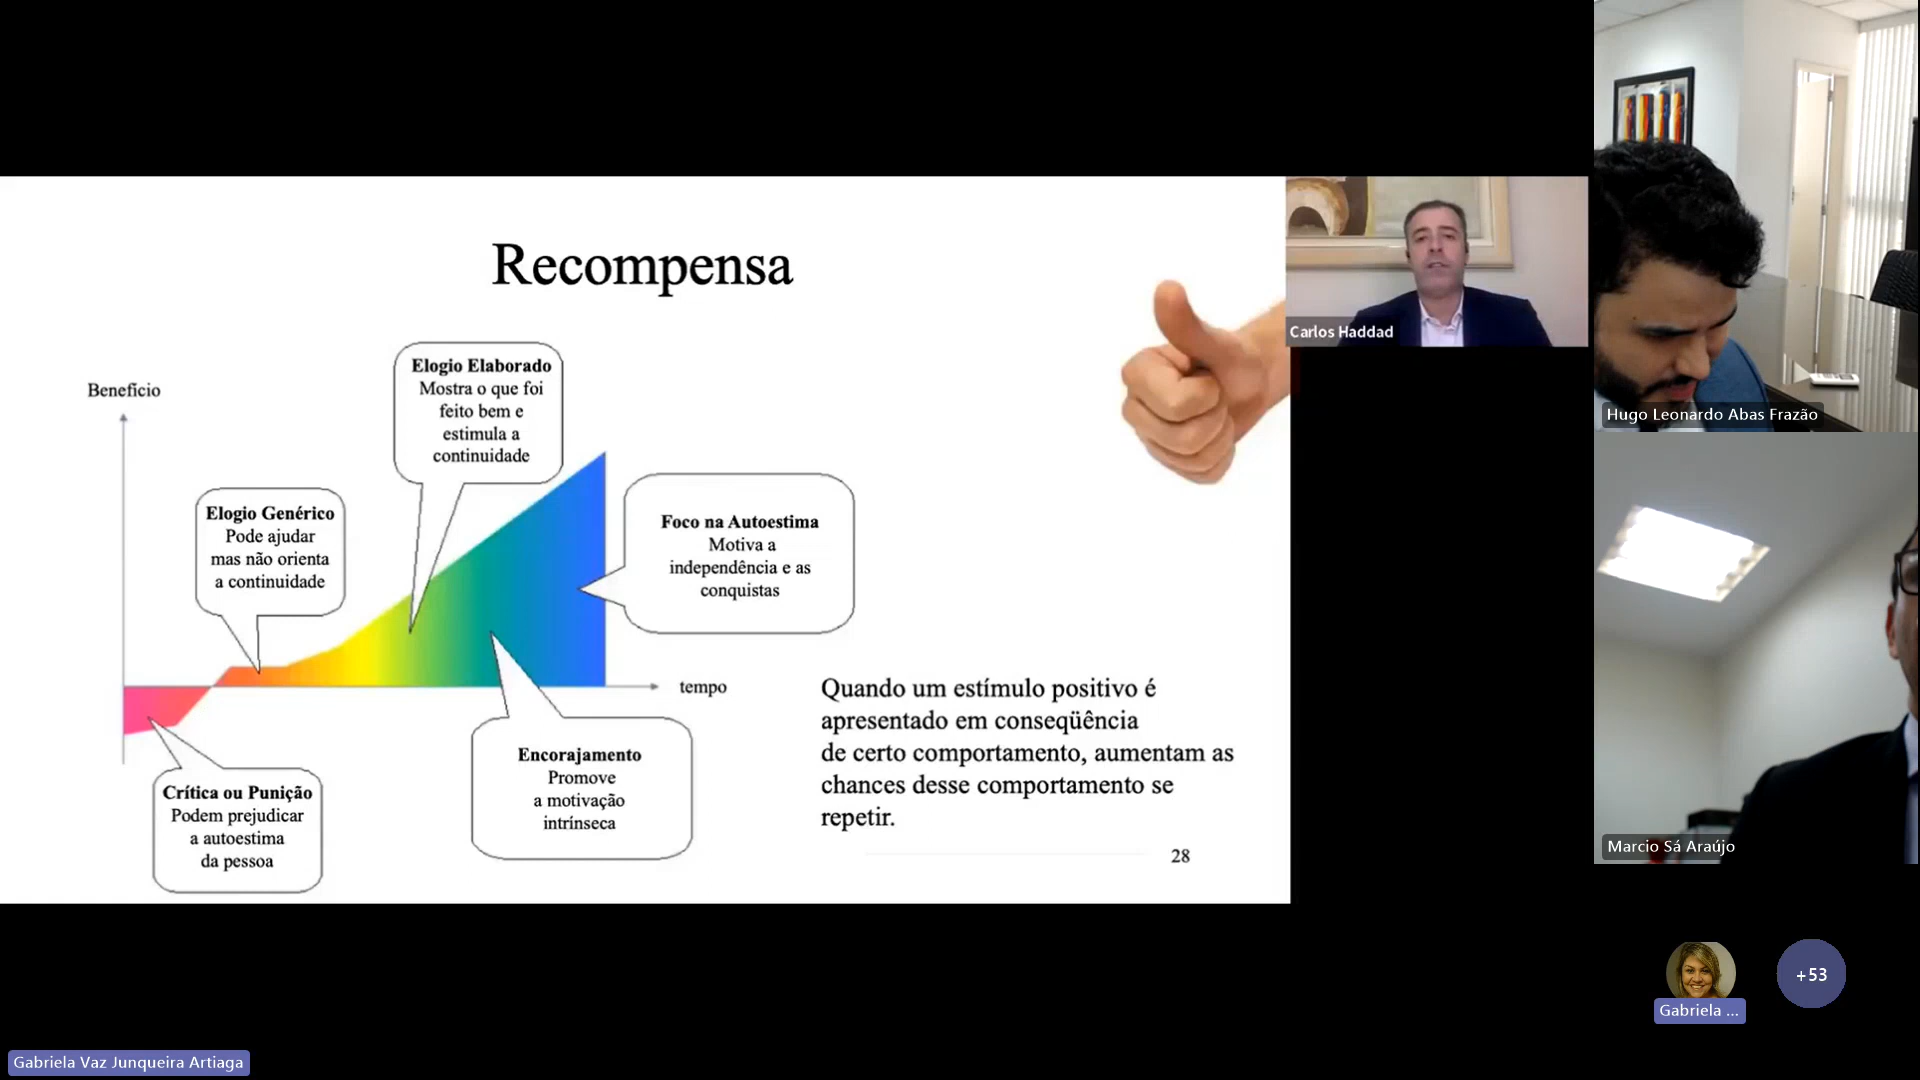 Recompensa
Carlos Haddad
Hugo Leonardo Abas Frazão
Benefício
Elogio Elaborado
Mostra o que foi
feito bem e
estimula a
continuidade
Elogio Genérico
Pode ajudar
mas não orienta
a continuidade
Foco na Autoestima
Motiva a
independência e as
conquistas
tempo
Crítica ou Punição
Podem prejudicar
a autoestima
da pessoa
Encorajamento
Promove
a motivação
intrínseca
Quando um estímulo positivo é
apresentado em conseqüência
de certo comportamento, aumentam as
chances desse comportamento se
repetir.
28
Marcio Sá Araújo
Gabriela ...
+53
Gabriela Vaz Junqueira Artiaga